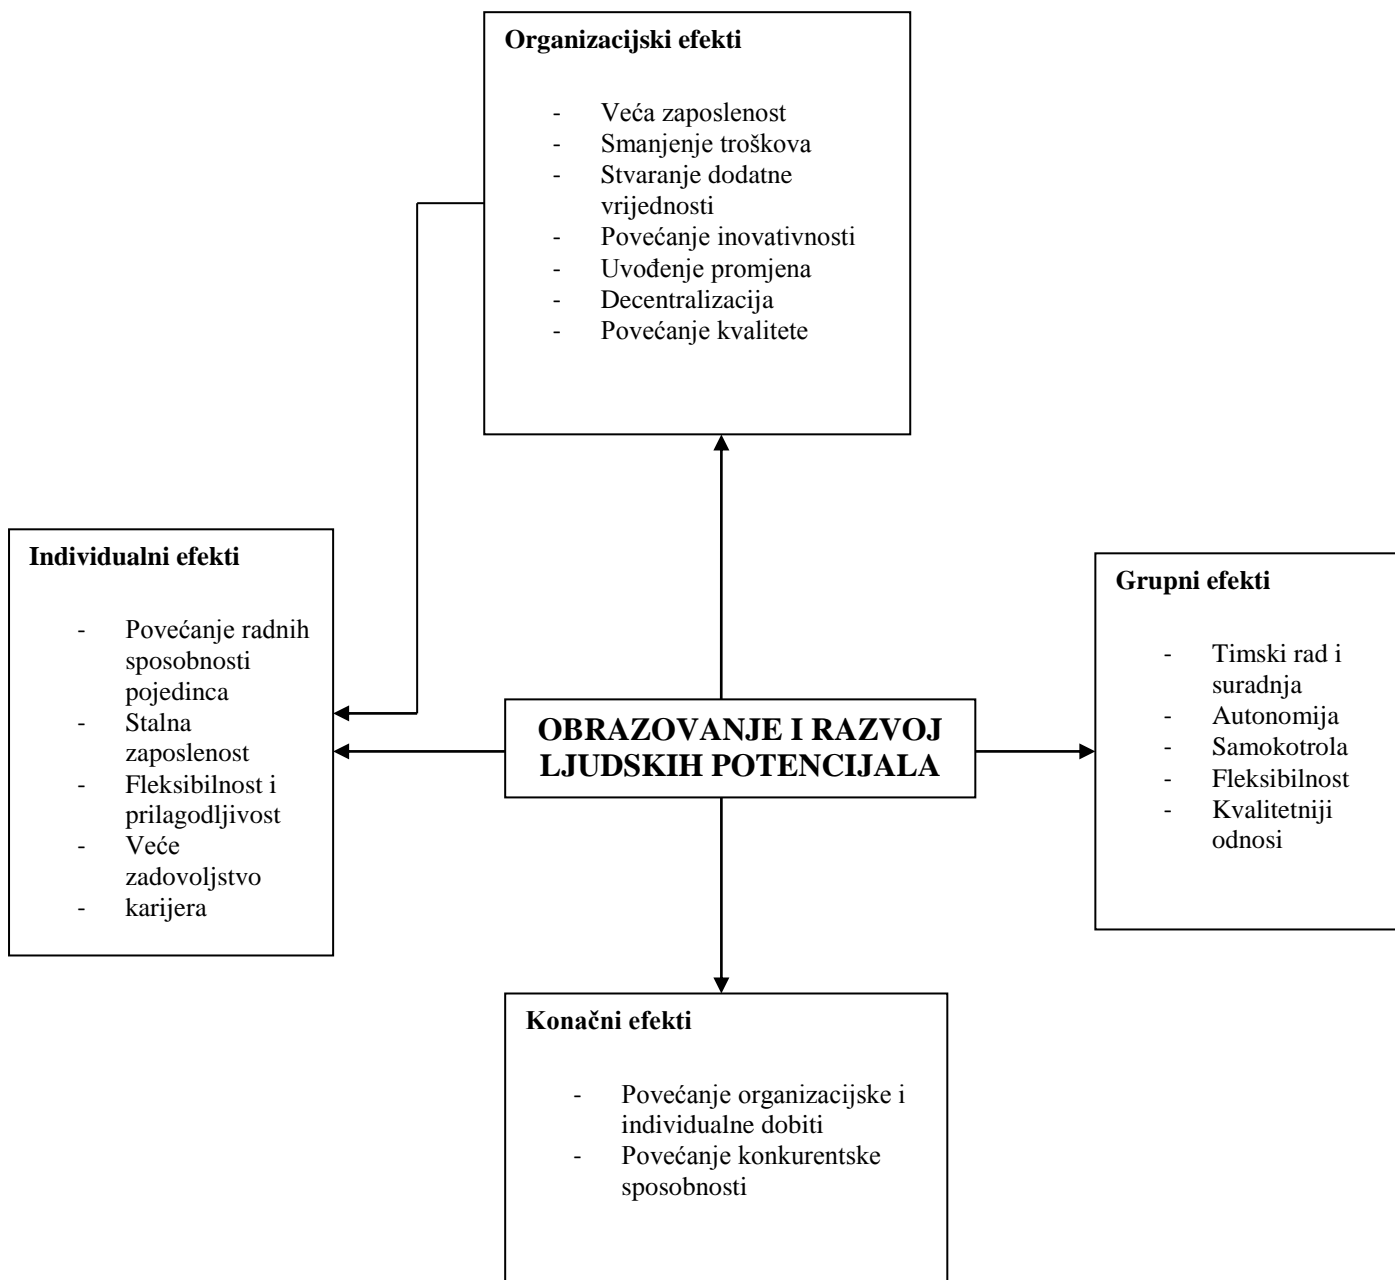 Organizacijski efekti
- Veća zaposlenost
- Smanjenje troškova
- Stvaranje dodatne
vrijednosti
- Povećanje inovativnosti
- Uvođenje promjena
- Decentralizacija
- Povećanje kvalitete
Individualni efekti
- Povećanje radnih
sposobnosti
pojedinca
- Stalna
zaposlenost
- Fleksibilnost i
prilagodljivost
- Veće
zadovoljstvo
- karijera
OBRAZOVANJE I RAZVOJ
LJUDSKIH POTENCIJALA
Grupni efekti
- Timski rad i
suradnja
- Autonomija
- Samokotrola
- Fleksibilnost
- Kvalitetniji
odnosi
Konačni efekti
- Povećanje organizacijske i
individualne dobiti
- Povećanje konkurentske
sposobnosti